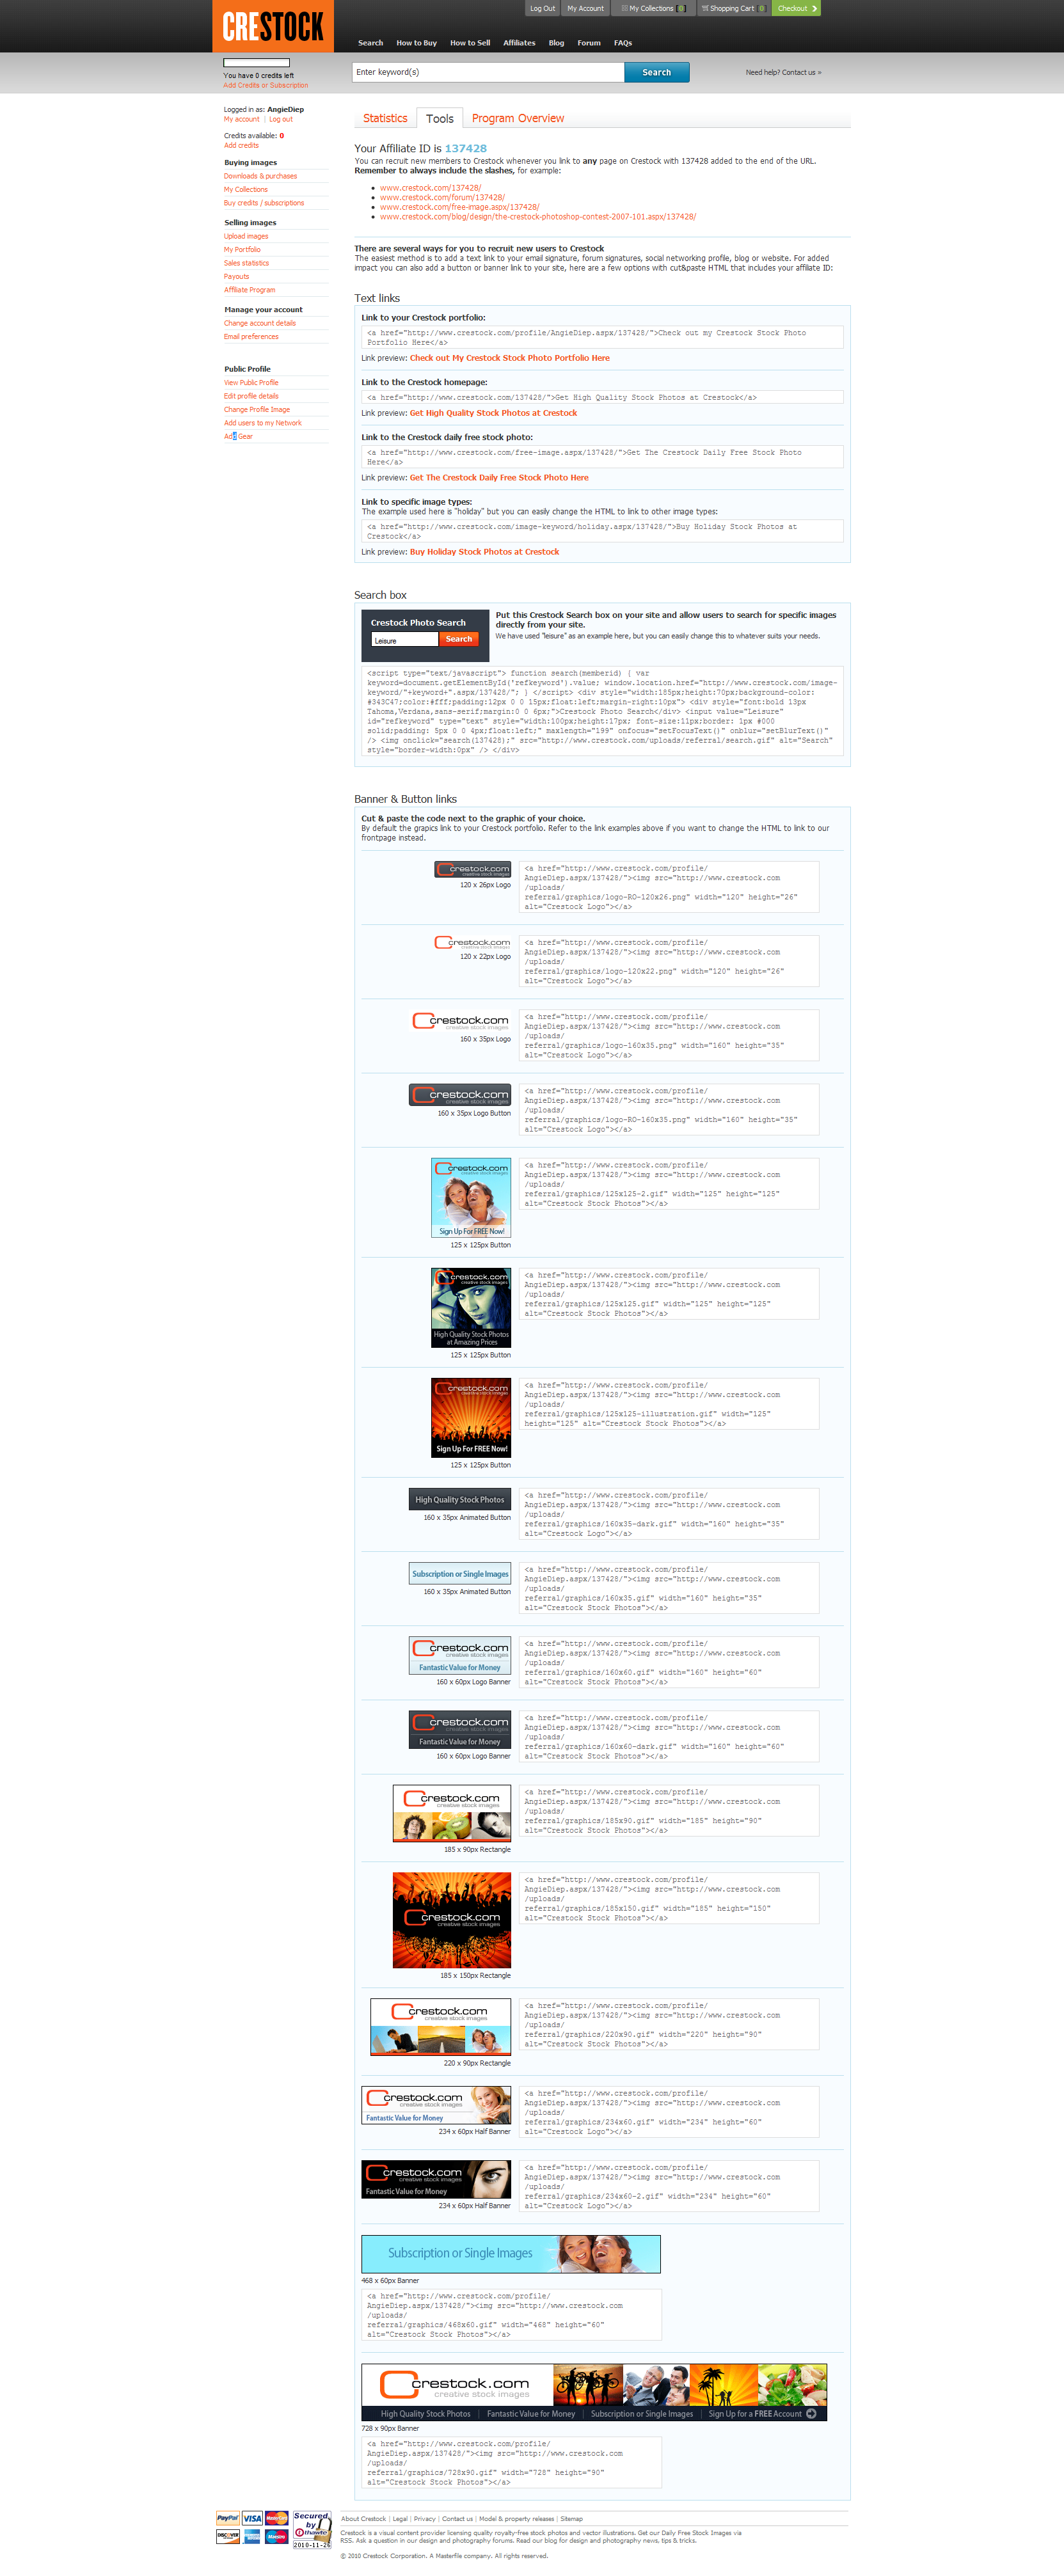 Log Out My Account My Collections 0 Shopping Cart 0 Checkout
CRESTOCK
Search How to Buy How to Sell Affiliates Blog Forum FAQs
You have 0 credits left
Add Credits or Subscription
Enter keyword(s) Search Need help? Contact us »
Logged in as: AngieDiep
My account | Log out
Credits available: 0
Add credits
Buying images
Downloads & purchases
My Collections
Buy credits / subscriptions
Selling images
Upload images
My Portfolio
Sales statistics
Payouts
Affiliate Program
Manage your account
Change account details
Email preferences
Public Profile
View Public Profile
Edit profile details
Change Profile Image
Add users to my Network
Add Gear
Statistics Tools Program Overview
Your Affiliate ID is 137428
You can recruit new members to Crestock whenever you link to any page on Crestock with 137428 added to the end of the URL.
Remember to always include the slashes, for example:
www.crestock.com/137428/
www.crestock.com/forum/137428/
www.crestock.com/free-image.aspx/137428/
www.crestock.com/blog/design/the-crestock-photoshop-contest-2007-101.aspx/137428/
There are several ways for you to recruit new users to Crestock
The easiest method is to add a text link to your email signature, forum signatures, social networking profile, blog or website. For added
impact you can also add a button or banner link to your site, here are a few options with cut&paste HTML that includes your affiliate ID:
Text links
Link to your Crestock portfolio:
<a href="http://www.crestock.com/profile/AngieDiep.aspx/137428/">Check out my Crestock Stock Photo
Portfolio Here</a>
Link preview: Check out My Crestock Stock Photo Portfolio Here
Link to the Crestock homepage:
<a href="http://www.crestock.com/137428/">Get High Quality Stock Photos at Crestock</a>
Link preview: Get High Quality Stock Photos at Crestock
Link to the Crestock daily free stock photo:
<a href="http://www.crestock.com/free-image.aspx/137428/">Get The Crestock Daily Free Stock Photo
Here</a>
Link preview: Get The Crestock Daily Free Stock Photo Here
Link to specific image types:
The example used here is "holiday" but you can easily change the HTML to link to other image types:
<a href="http://www.crestock.com/image-keyword/holiday.aspx/137428/">Buy Holiday Stock Photos at
Crestock</a>
Link preview: Buy Holiday Stock Photos at Crestock
Search box
Crestock Photo Search
Leisure Search
Put this Crestock Search box on your site and allow users to search for specific images
directly from your site.
We have used "leisure" as an example here, but you can easily change this to whatever suits your needs.
<script type="text/javascript"> function search(memberid) { var
keyword=document.getElementById('refkeyword').value; window.location.href="http://www.crestock.com/image-
keyword/"+keyword+".aspx/137428/"; } </script> <div style="width:185px;height:70px;background-color:
#343C47;color:#fff;padding:12px 0 0 15px;float:left;margin-right:10px"> <div style="font:bold 13px
Tahoma,Verdana,sans-serif;margin:0 0 6px;">Crestock Photo Search</div> <input value="Leisure"
id="refkeyword" type="text" style="width:100px;height:17px; font-size:11px;border: 1px #000
solid;padding: 5px 0 0 4px;float:left;" maxlength="199" onfocus="setFocusText()" onblur="setBlurText()"
/> <img onclick="search(137428);" src="http://www.crestock.com/uploads/referral/search.gif" alt="Search"
style="border-width:0px" /> </div>
Banner & Button links
Cut & paste the code next to the graphic of your choice.
By default the grapics link to your Crestock portfolio. Refer to the link examples above if you want to change the HTML to link to our
frontpage instead.
crestock.com
creative stock images
120 x 26px Logo
<a href="http://www.crestock.com/profile/
AngieDiep.aspx/137428/"><img src="http://www.crestock.com
/uploads/
referral/graphics/logo-RO-120x26.png" width="120" height="26"
alt="Crestock Logo"></a>
crestock.com
creative stock images
120 x 22px Logo
<a href="http://www.crestock.com/profile/
AngieDiep.aspx/137428/"><img src="http://www.crestock.com
/uploads/
referral/graphics/logo-120x22.png" width="120" height="26"
alt="Crestock Logo"></a>
crestock.com
creative stock images
160 x 35px Logo
<a href="http://www.crestock.com/profile/
AngieDiep.aspx/137428/"><img src="http://www.crestock.com
/uploads/
referral/graphics/logo-160x35.png" width="160" height="35"
alt="Crestock Logo"></a>
crestock.com
creative stock images
160 x 35px Logo Button
<a href="http://www.crestock.com/profile/
AngieDiep.aspx/137428/"><img src="http://www.crestock.com
/uploads/
referral/graphics/logo-RO-160x35.png" width="160" height="35"
alt="Crestock Logo"></a>
crestock.com
creative stock images
Sign Up For FREE Now!
125 x 125px Button
<a href="http://www.crestock.com/profile/
AngieDiep.aspx/137428/"><img src="http://www.crestock.com
/uploads/
referral/graphics/125x125-2.gif" width="125" height="125"
alt="Crestock Stock Photos"></a>
crestock.com
creative stock images
High Quality Stock Photos
at Amazing Prices
125 x 125px Button
<a href="http://www.crestock.com/profile/
AngieDiep.aspx/137428/"><img src="http://www.crestock.com
/uploads/
referral/graphics/125x125.gif" width="125" height="125"
alt="Crestock Stock Photos"></a>
crestock.com
creative stock images
Sign Up For FREE Now!
125 x 125px Button
<a href="http://www.crestock.com/profile/
AngieDiep.aspx/137428/"><img src="http://www.crestock.com
/uploads/
referral/graphics/125x125-illustration.gif" width="125"
height="125" alt="Crestock Stock Photos"></a>
High Quality Stock Photos
160 x 35px Animated Button
<a href="http://www.crestock.com/profile/
AngieDiep.aspx/137428/"><img src="http://www.crestock.com
/uploads/
referral/graphics/160x35-dark.gif" width="160" height="35"
alt="Crestock Logo"></a>
Subscription or Single Images
160 x 35px Animated Button
<a href="http://www.crestock.com/profile/
AngieDiep.aspx/137428/"><img src="http://www.crestock.com
/uploads/
referral/graphics/160x35.gif" width="160" height="35"
alt="Crestock Stock Photos"></a>
crestock.com
creative stock images
Fantastic Value for Money
160 x 60px Logo Banner
<a href="http://www.crestock.com/profile/
AngieDiep.aspx/137428/"><img src="http://www.crestock.com
/uploads/
referral/graphics/160x60.gif" width="160" height="60"
alt="Crestock Stock Photos"></a>
crestock.com
creative stock images
Fantastic Value for Money
160 x 60px Logo Banner
<a href="http://www.crestock.com/profile/
AngieDiep.aspx/137428/"><img src="http://www.crestock.com
/uploads/
referral/graphics/160x60-dark.gif" width="160" height="60"
alt="Crestock Stock Photos"></a>
crestock.com
creative stock images
185 x 90px Rectangle
<a href="http://www.crestock.com/profile/
AngieDiep.aspx/137428/"><img src="http://www.crestock.com
/uploads/
referral/graphics/185x90.gif" width="185" height="90"
alt="Crestock Stock Photos"></a>
crestock.com
creative stock images
185 x 150px Rectangle
<a href="http://www.crestock.com/profile/
AngieDiep.aspx/137428/"><img src="http://www.crestock.com
/uploads/
referral/graphics/185x150.gif" width="185" height="150"
alt="Crestock Stock Photos"></a>
crestock.com
creative stock images
220 x 90px Rectangle
<a href="http://www.crestock.com/profile/
AngieDiep.aspx/137428/"><img src="http://www.crestock.com
/uploads/
referral/graphics/220x90.gif" width="220" height="90"
alt="Crestock Stock Photos"></a>
crestock.com
creative stock images
Fantastic Value for Money
234 x 60px Half Banner
<a href="http://www.crestock.com/profile/
AngieDiep.aspx/137428/"><img src="http://www.crestock.com
/uploads/
referral/graphics/234x60.gif" width="234" height="60"
alt="Crestock Logo"></a>
crestock.com
creative stock images
Fantastic Value for Money
234 x 60px Half Banner
<a href="http://www.crestock.com/profile/
AngieDiep.aspx/137428/"><img src="http://www.crestock.com
/uploads/
referral/graphics/234x60-2.gif" width="234" height="60"
alt="Crestock Logo"></a>
Subscription or Single Images
468 x 60px Banner
<a href="http://www.crestock.com/profile/
AngieDiep.aspx/137428/"><img src="http://www.crestock.com
/uploads/
referral/graphics/468x60.gif" width="468" height="60"
alt="Crestock Stock Photos"></a>
crestock.com
creative stock images
High Quality Stock Photos | Fantastic Value for Money | Subscription or Single Images | Sign Up for a FREE Account
728 x 90px Banner
<a href="http://www.crestock.com/profile/
AngieDiep.aspx/137428/"><img src="http://www.crestock.com
/uploads/
referral/graphics/728x90.gif" width="728" height="90"
alt="Crestock Stock Photos"></a>
PayPal VISA MasterCard
DISCOVER AMERICAN EXPRESS Maestro
Secured by thawte 2010-11-26
About Crestock | Legal | Privacy | Contact us | Model & property releases | Sitemap
Crestock is a visual content provider licensing quality royalty-free stock photos and vector illustrations. Get our Daily Free Stock Images via
RSS. Ask a question in our design and photography forums. Read our blog for design and photography news, tips & tricks.
© 2010 Crestock Corporation. A Masterfile company. All rights reserved.